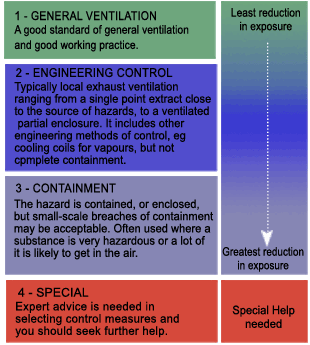 1 - GENERAL VENTILATION
A good standard of general ventilation
and good working practice.
Least reduction
in exposure
2 - ENGINEERING CONTROL
Typically local exhaust ventilation
ranging from a single point extract close
to the source of hazards, to a ventilated
partial enclosure. It includes other
engineering methods of control, eg
cooling coils for vapours, but not
cpmplete containment.
3 - CONTAINMENT
The hazard is contained, or enclosed,
but small-scale breaches of containment
may be acceptable. Often used where a
substance is very hazardous or a lot of
it is likely to get in the air.
Greatest reduction
in exposure
4 - SPECIAL
Expert advice is needed in
selecting control measures and
you should seek further help.
Special Help
needed